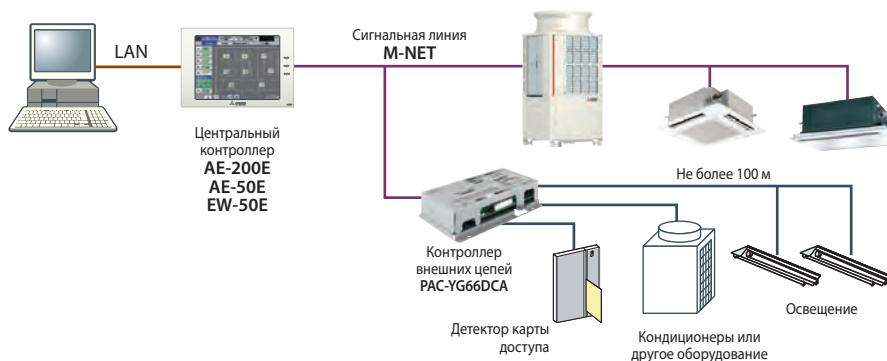 LAN
Сигнальная линия
M-NET
Центральный
контроллер
AE-200E
AE-50E
EW-50E
Не более 100 м
Контроллер
внешних цепей
PAC-YG66DCA
Детектор карты
доступа
Кондиционеры или
другое оборудование
Освещение